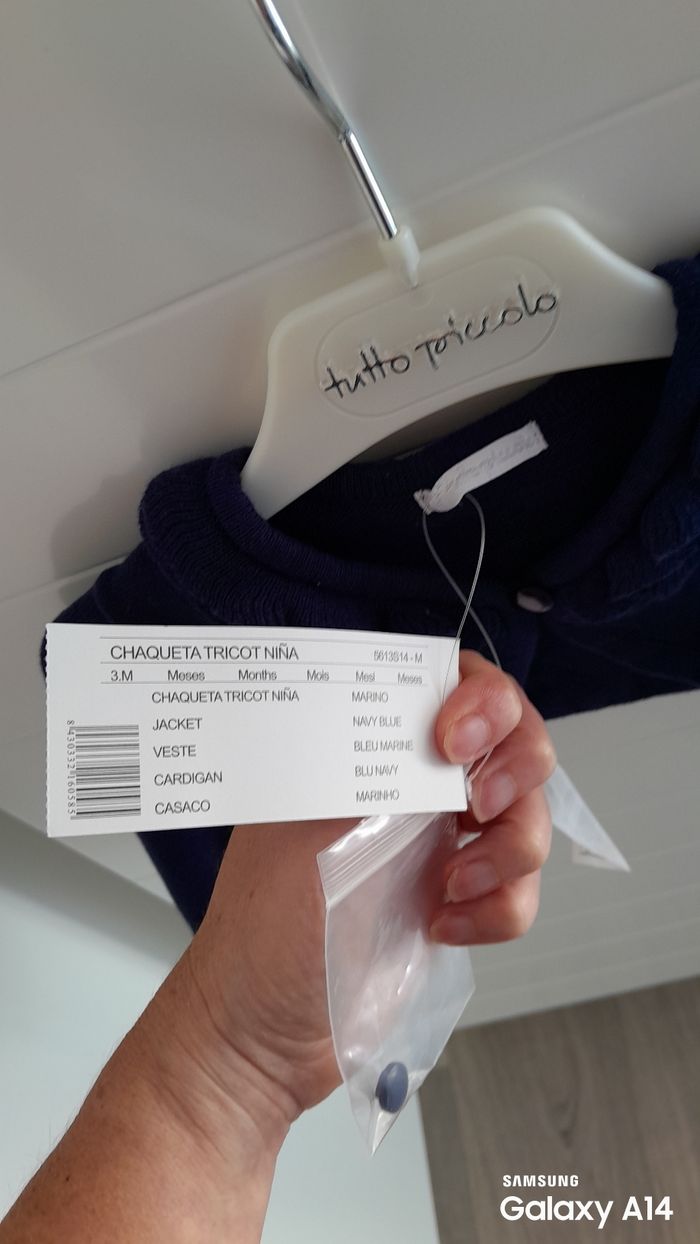 tutto piccolo
CHAQUETA TRICOT NIÑA 5613S14 - M
3.M Meses Months Mois Mesi Meses
CHAQUETA TRICOT NIÑA MARINO
JACKET NAVY BLUE
VESTE BLEU MARINE
CARDIGAN BLU NAVY
CASACO MARINHO
8430332160585
SAMSUNG
Galaxy A14